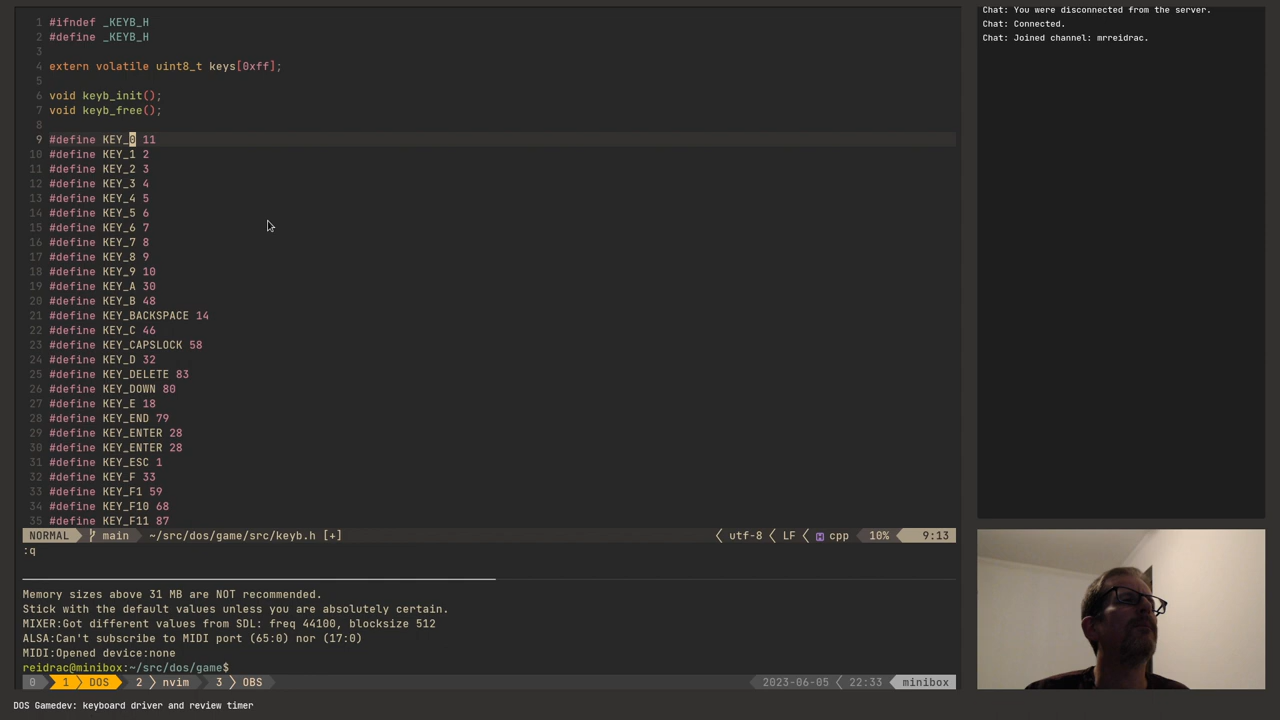 1 #ifndef _KEYB_H
2 #define _KEYB_H
3
4 extern volatile uint8_t keys[0xff];
5
6 void keyb_init();
7 void keyb_free();
8
9 #define KEY_0 11
10 #define KEY_1 2
11 #define KEY_2 3
12 #define KEY_3 4
13 #define KEY_4 5
14 #define KEY_5 6
15 #define KEY_6 7
16 #define KEY_7 8
17 #define KEY_8 9
18 #define KEY_9 10
19 #define KEY_A 30
20 #define KEY_B 48
21 #define KEY_BACKSPACE 14
22 #define KEY_C 46
23 #define KEY_CAPSLOCK 58
24 #define KEY_D 32
25 #define KEY_DELETE 83
26 #define KEY_DOWN 80
27 #define KEY_E 18
28 #define KEY_END 79
29 #define KEY_ENTER 28
30 #define KEY_ENTER 28
31 #define KEY_ESC 1
32 #define KEY_F 33
33 #define KEY_F1 59
34 #define KEY_F10 68
35 #define KEY_F11 87
NORMAL main ~/src/dos/game/src/keyb.h [+] utf-8 LF cpp 10% 9:13
:q
Memory sizes above 31 MB are NOT recommended.
Stick with the default values unless you are absolutely certain.
MIXER:Got different values from SDL: freq 44100, blocksize 512
ALSA:Can't subscribe to MIDI port (65:0) nor (17:0)
MIDI:Opened device:none
reidrac@minibox:~/src/dos/game$
0 1 DOS 2 nvim 3 OBS 2023-06-05 22:33 minibox
DOS Gamedev: keyboard driver and review timer
Chat: You were disconnected from the server.
Chat: Connected.
Chat: Joined channel: mrreidrac.